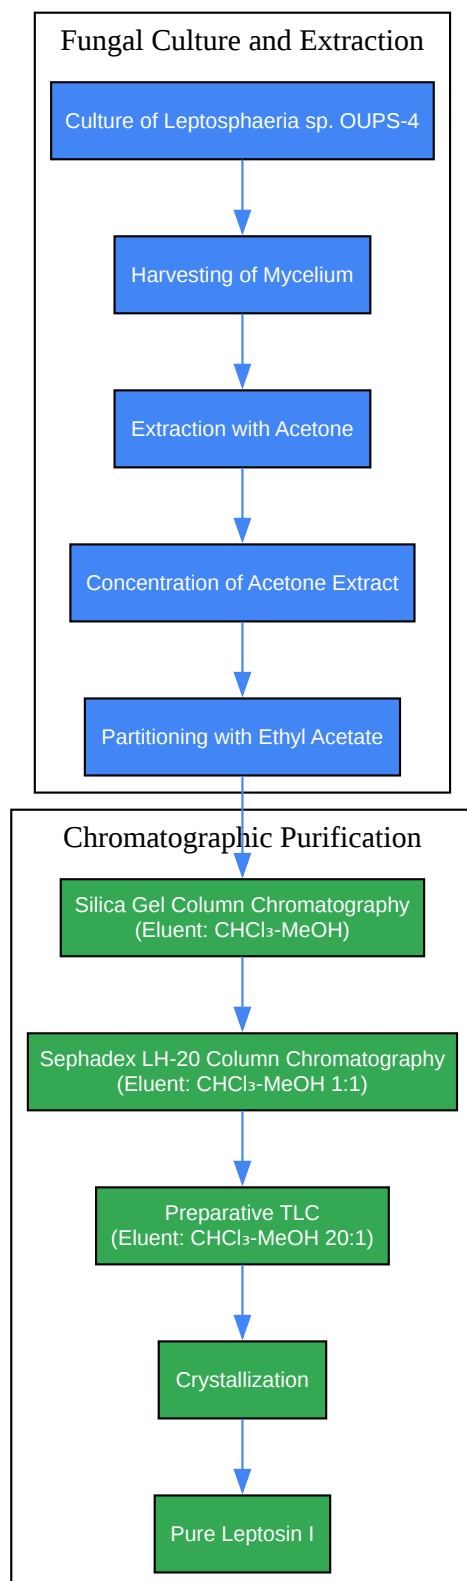 Fungal Culture and Extraction
Culture of Leptosphaeria sp. OUPS-4
Harvesting of Mycelium
Extraction with Acetone
Concentration of Acetone Extract
Partitioning with Ethyl Acetate
Chromatographic Purification
Silica Gel Column Chromatography
(Eluent: CHCl₃-MeOH)
Sephadex LH-20 Column Chromatography
(Eluent: CHCl₃-MeOH 1:1)
Preparative TLC
(Eluent: CHCl₃-MeOH 20:1)
Crystallization
Pure Leptosin I